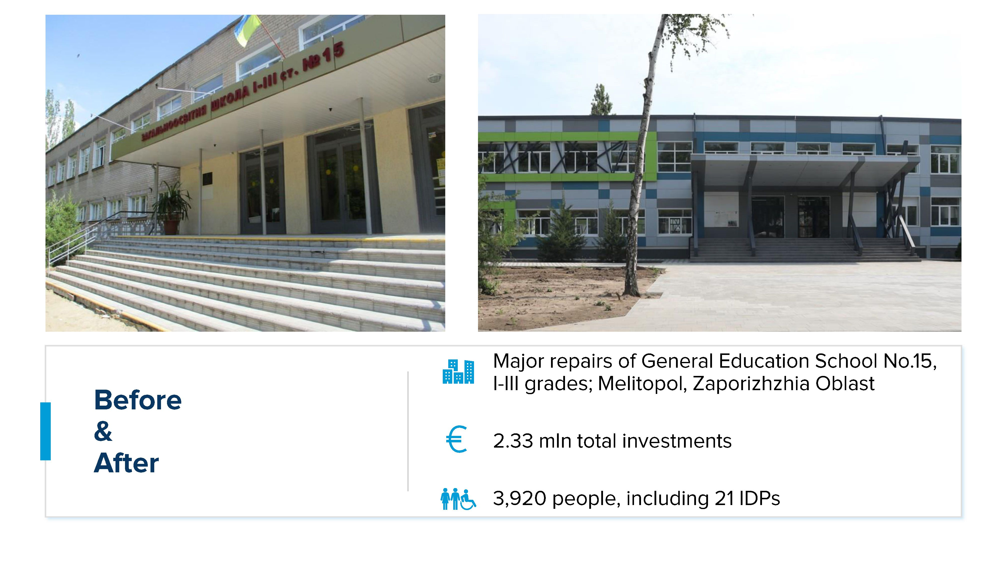 ЗАГАЛЬНООСВІТНЯ ШКОЛА І-ІІІ ст. №15
Before
&
After
Major repairs of General Education School No.15,
I-III grades; Melitopol, Zaporizhzhia Oblast
€ 2.33 mln total investments
3,920 people, including 21 IDPs